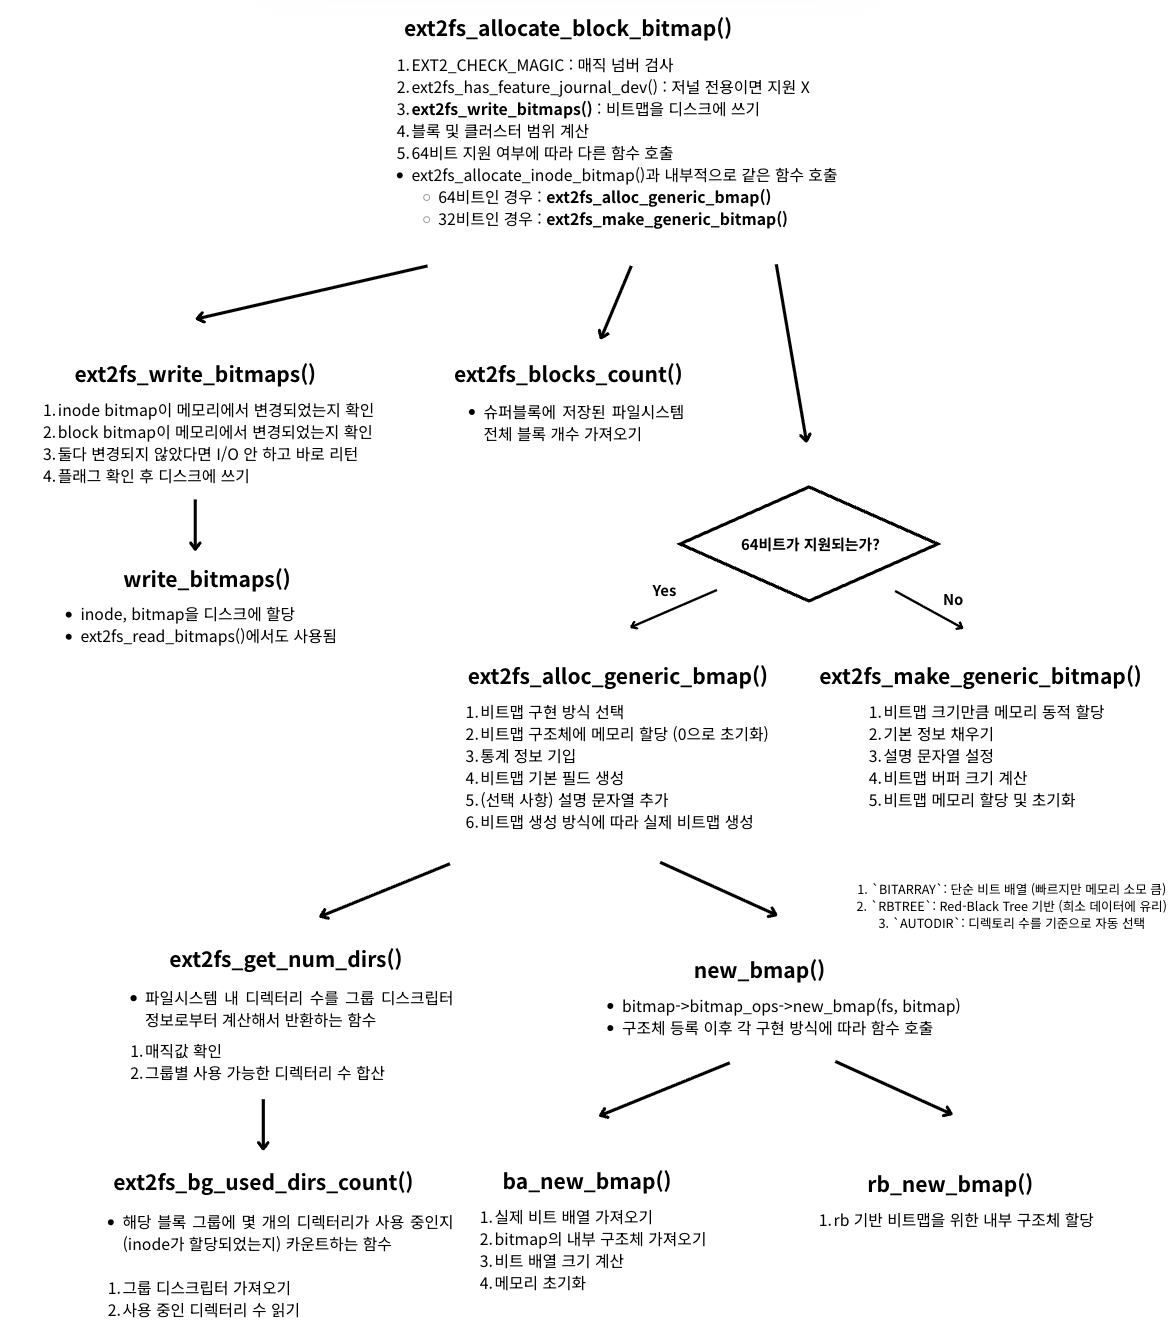 ext2fs_allocate_block_bitmap()
1. EXT2_CHECK_MAGIC : 매직 넘버 검사
2. ext2fs_has_feature_journal_dev() : 저널 전용이면 지원 X
3. ext2fs_write_bitmaps() : 비트맵을 디스크에 쓰기
4. 블록 및 클러스터 범위 계산
5. 64비트 지원 여부에 따라 다른 함수 호출
• ext2fs_allocate_inode_bitmap()과 내부적으로 같은 함수 호출
○ 64비트인 경우 : ext2fs_alloc_generic_bmap()
○ 32비트인 경우 : ext2fs_make_generic_bitmap()
ext2fs_write_bitmaps()
1. inode bitmap이 메모리에서 변경되었는지 확인
2. block bitmap이 메모리에서 변경되었는지 확인
3. 둘다 변경되지 않았다면 I/O 안 하고 바로 리턴
4. 플래그 확인 후 디스크에 쓰기
ext2fs_blocks_count()
• 슈퍼블록에 저장된 파일시스템
전체 블록 개수 가져오기
write_bitmaps()
• inode, bitmap을 디스크에 할당
• ext2fs_read_bitmaps()에서도 사용됨
64비트가 지원되는가?
Yes
No
ext2fs_alloc_generic_bmap()
1. 비트맵 구현 방식 선택
2. 비트맵 구조체에 메모리 할당 (0으로 초기화)
3. 통계 정보 기입
4. 비트맵 기본 필드 생성
5. (선택 사항) 설명 문자열 추가
6. 비트맵 생성 방식에 따라 실제 비트맵 생성
ext2fs_make_generic_bitmap()
1. 비트맵 크기만큼 메모리 동적 할당
2. 기본 정보 채우기
3. 설명 문자열 설정
4. 비트맵 버퍼 크기 계산
5. 비트맵 메모리 할당 및 초기화
1. `BITARRAY`: 단순 비트 배열 (빠르지만 메모리 소모 큼)
2. `RBTREE`: Red-Black Tree 기반 (희소 데이터에 유리)
3. `AUTODIR`: 디렉토리 수를 기준으로 자동 선택
ext2fs_get_num_dirs()
• 파일시스템 내 디렉터리 수를 그룹 디스크립터
정보로부터 계산해서 반환하는 함수
1. 매직값 확인
2. 그룹별 사용 가능한 디렉터리 수 합산
new_bmap()
• bitmap->bitmap_ops->new_bmap(fs, bitmap)
• 구조체 등록 이후 각 구현 방식에 따라 함수 호출
ext2fs_bg_used_dirs_count()
• 해당 블록 그룹에 몇 개의 디렉터리가 사용 중인지
(inode가 할당되었는지) 카운트하는 함수
1. 그룹 디스크립터 가져오기
2. 사용 중인 디렉터리 수 읽기
ba_new_bmap()
1. 실제 비트 배열 가져오기
2. bitmap의 내부 구조체 가져오기
3. 비트 배열 크기 계산
4. 메모리 초기화
rb_new_bmap()
1. rb 기반 비트맵을 위한 내부 구조체 할당